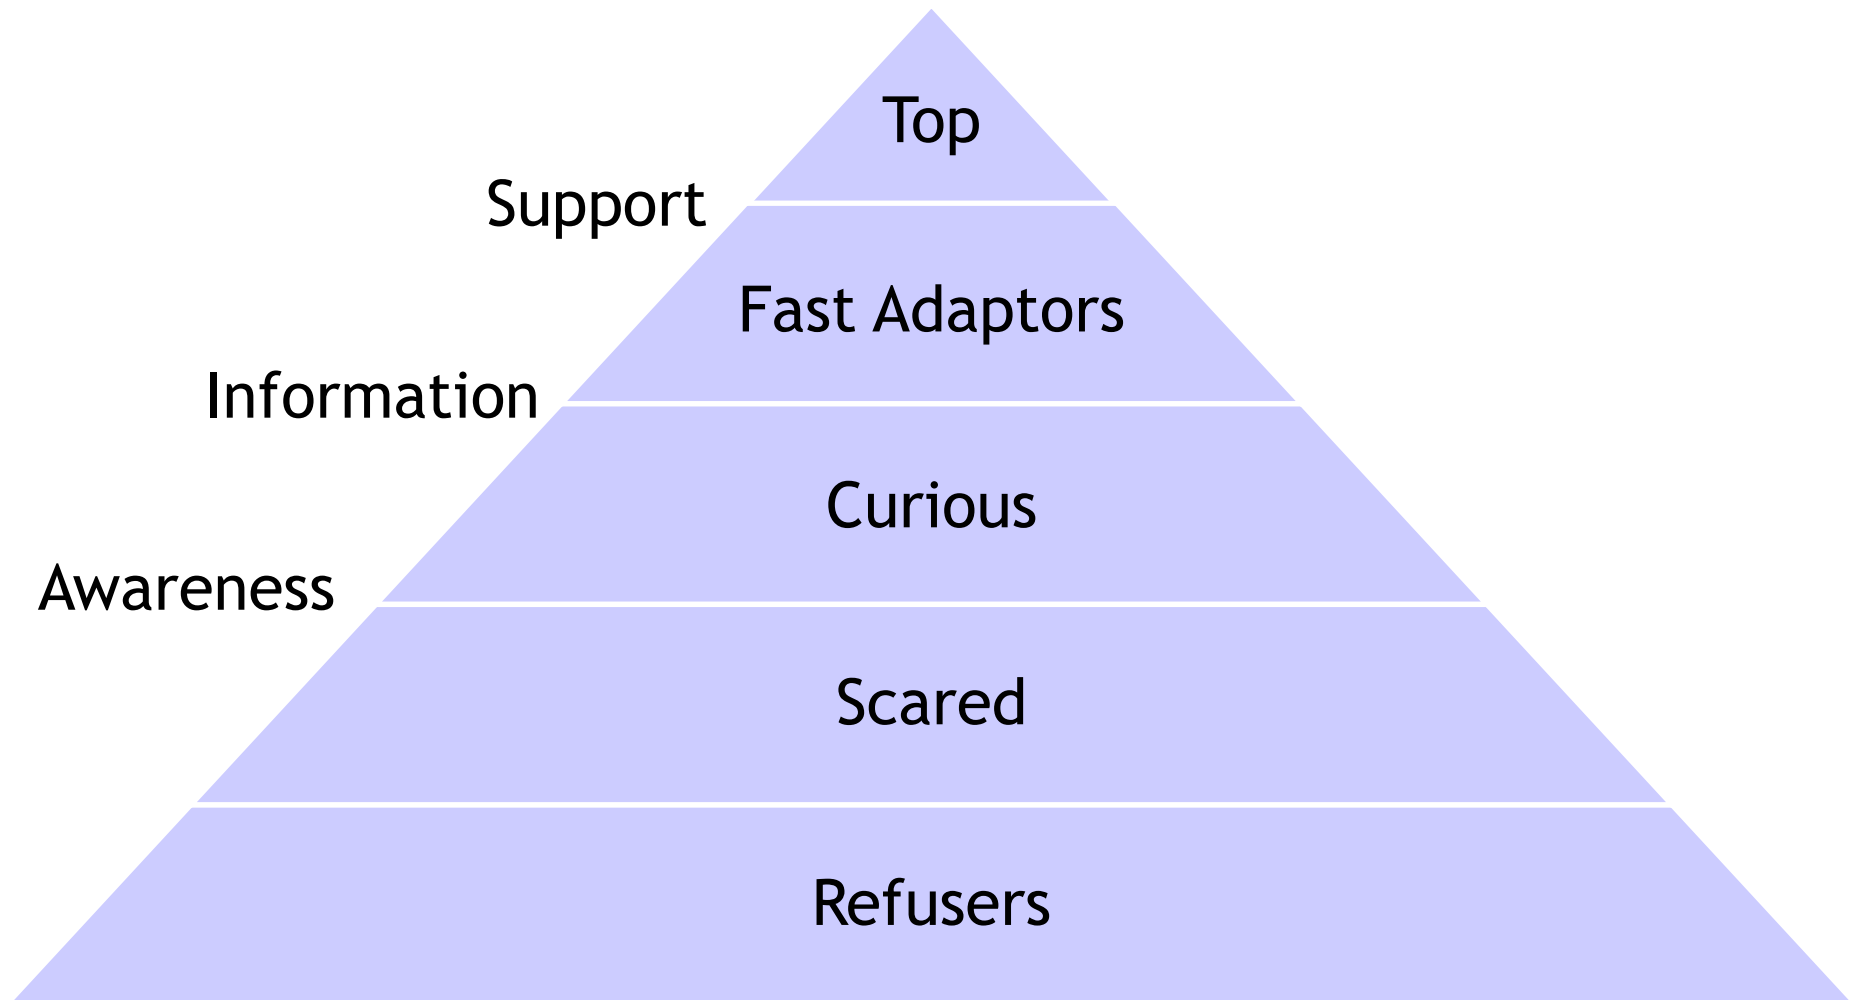 Top
Support
Fast Adaptors
Information
Curious
Awareness
Scared
Refusers